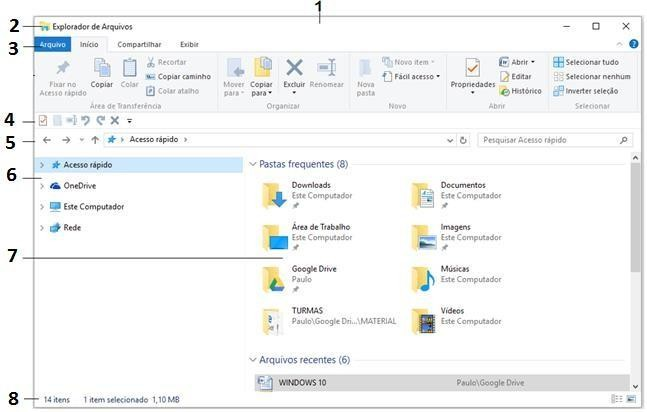 1
2 Explorador de Arquivos
3 Arquivo Início Compartilhar Exibir
Fixar no Acesso rápido
Copiar
Colar
Recortar
Copiar caminho
Colar atalho
Área de Transferência
Mover para
Copiar para
Excluir
Renomear
Organizar
Nova pasta
Novo item
Fácil acesso
Novo
Propriedades
Abrir
Editar
Histórico
Abrir
Selecionar tudo
Selecionar nenhum
Inverter seleção
Selecionar
4
5 Acesso rápido Pesquisar Acesso rápido
6
Acesso rápido
OneDrive
Este Computador
Rede
7
Pastas frequentes (8)
Downloads
Este Computador
Documentos
Este Computador
Área de Trabalho
Este Computador
Imagens
Este Computador
Google Drive
Paulo
Músicas
Este Computador
TURMAS
Paulo\Google Dri...\MATERIAL
Vídeos
Este Computador
Arquivos recentes (6)
WINDOWS 10 Paulo\Google Drive
8 14 itens 1 item selecionado 1,10 MB